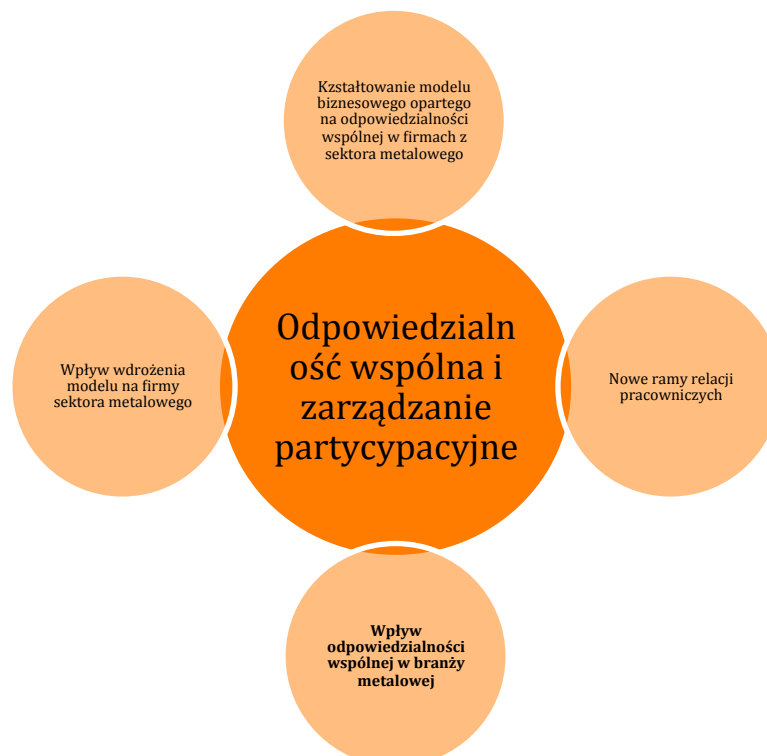 Kzstałtowanie modelu
biznesowego opartego
na odpowiedzialności
wspólnej w firmach z
sektora metalowego
Odpowiedzialn
ość wspólna i
zarządzanie
partycypacyjne
Wpływ wdrożenia
modelu na firmy
sektora metalowego
Nowe ramy relacji
pracowniczych
Wpływ
odpowiedzialności
wspólnej w branży
metalowej